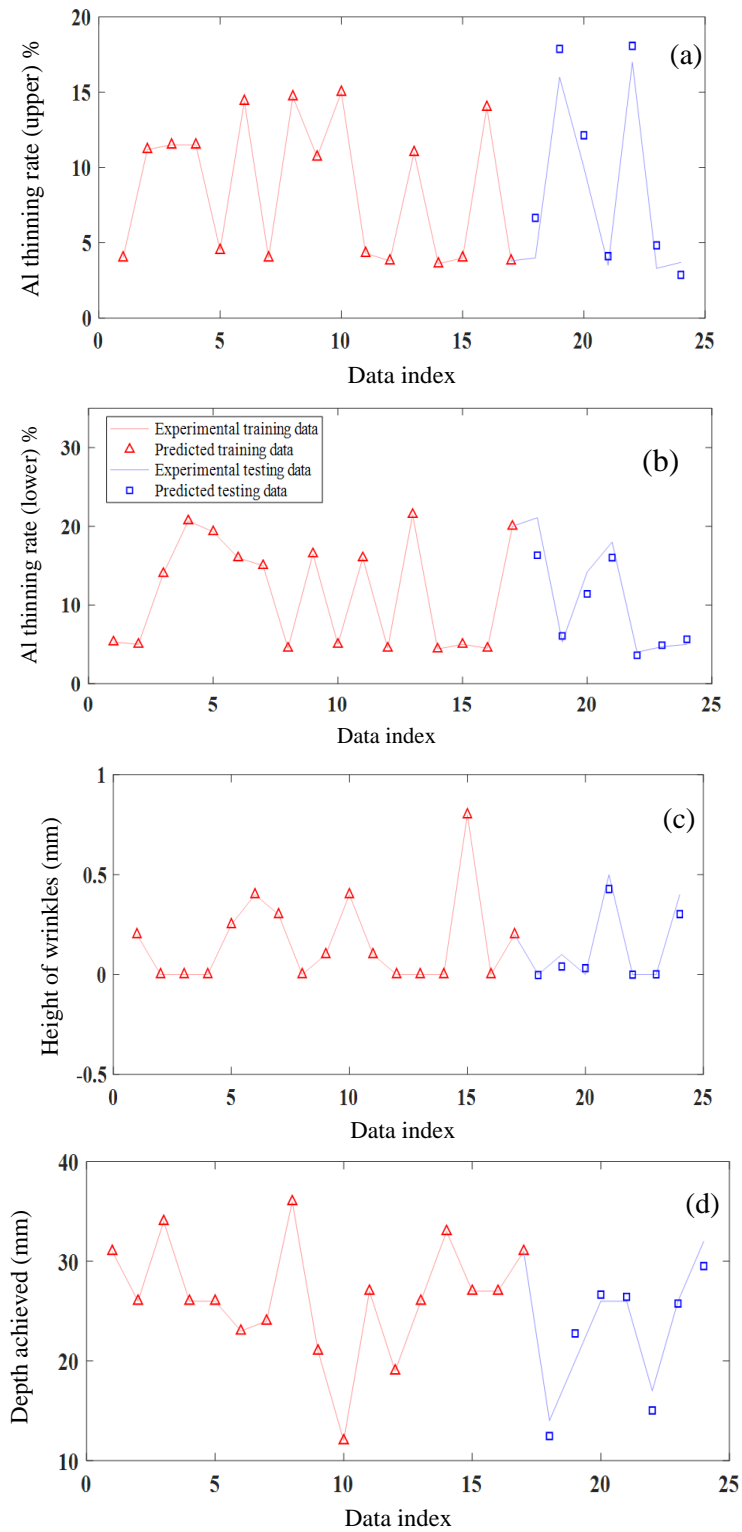 20
15
10
5
0
Al thinning rate (upper) %
(a)
0 5 10 15 20 25
Data index
30
20
10
0
Al thinning rate (lower) %
Experimental training data
Predicted training data
Experimental testing data
Predicted testing data
(b)
0 5 10 15 20 25
Data index
1
0.5
0
-0.5
Height of wrinkles (mm)
(c)
0 5 10 15 20 25
Data index
40
30
20
10
Depth achieved (mm)
(d)
0 5 10 15 20 25
Data index